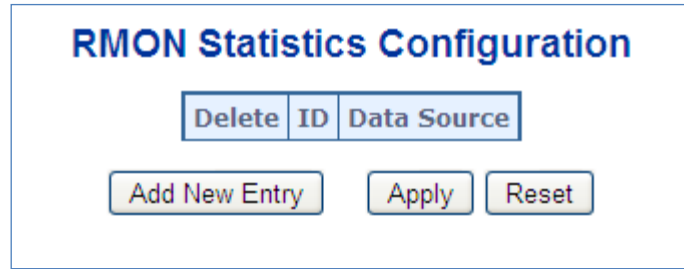 RMON Statistics Configuration
Delete ID Data Source
Add New Entry Apply Reset